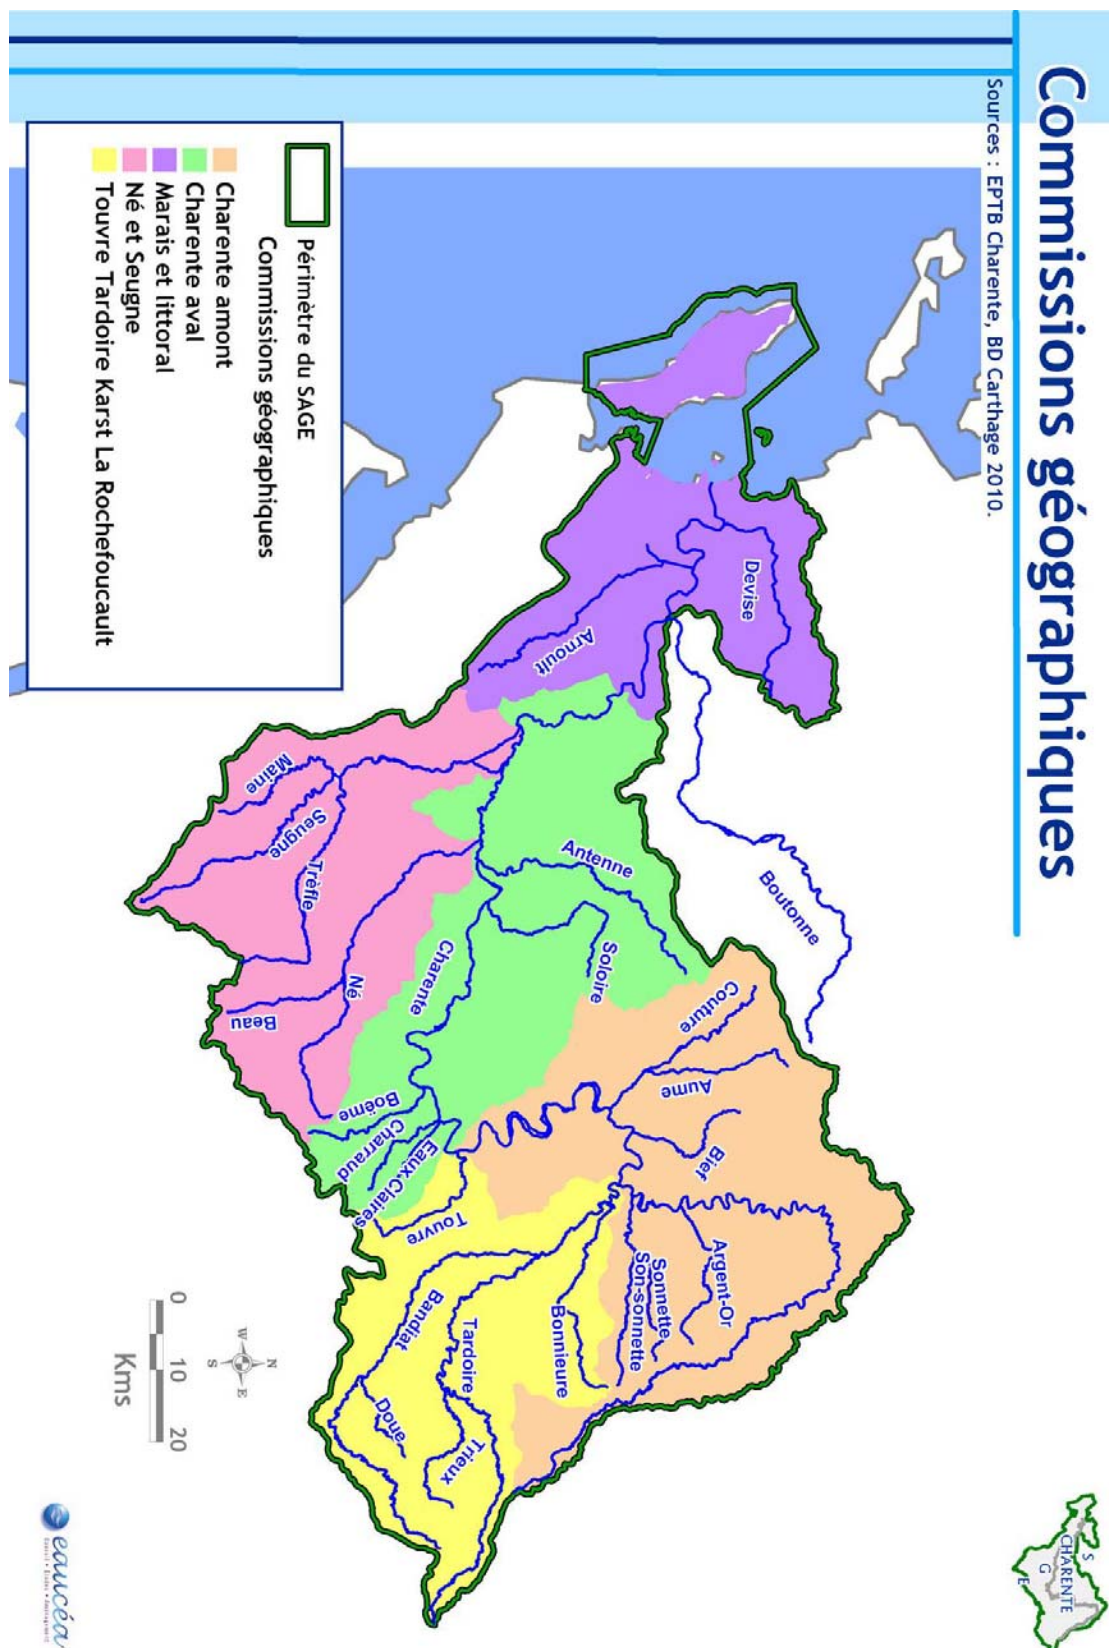 Commissions géographiques
Sources : EPTB Charente, BD Carthage 2010.
S
CHARENTE
G
E
Devise
Boutonne
Arnoult
Antenne
Soloire
Couture
Aume
Bief
Argent-Or
Sonnette
Son-sonnette
Bonnieure
Charente
Maine
Seugne
Trèfle
Né
Beau
Boëme
Charraud
Eaux-Claires
Touvre
Bandiat
Tardoire
Doue
Trieux
Périmètre du SAGE
Commissions géographiques
Charente amont
Charente aval
Marais et littoral
Né et Seugne
Touvre Tardoire Karst La Rochefoucault
N
W
E
S
0 10 20
Kms
eaucéa